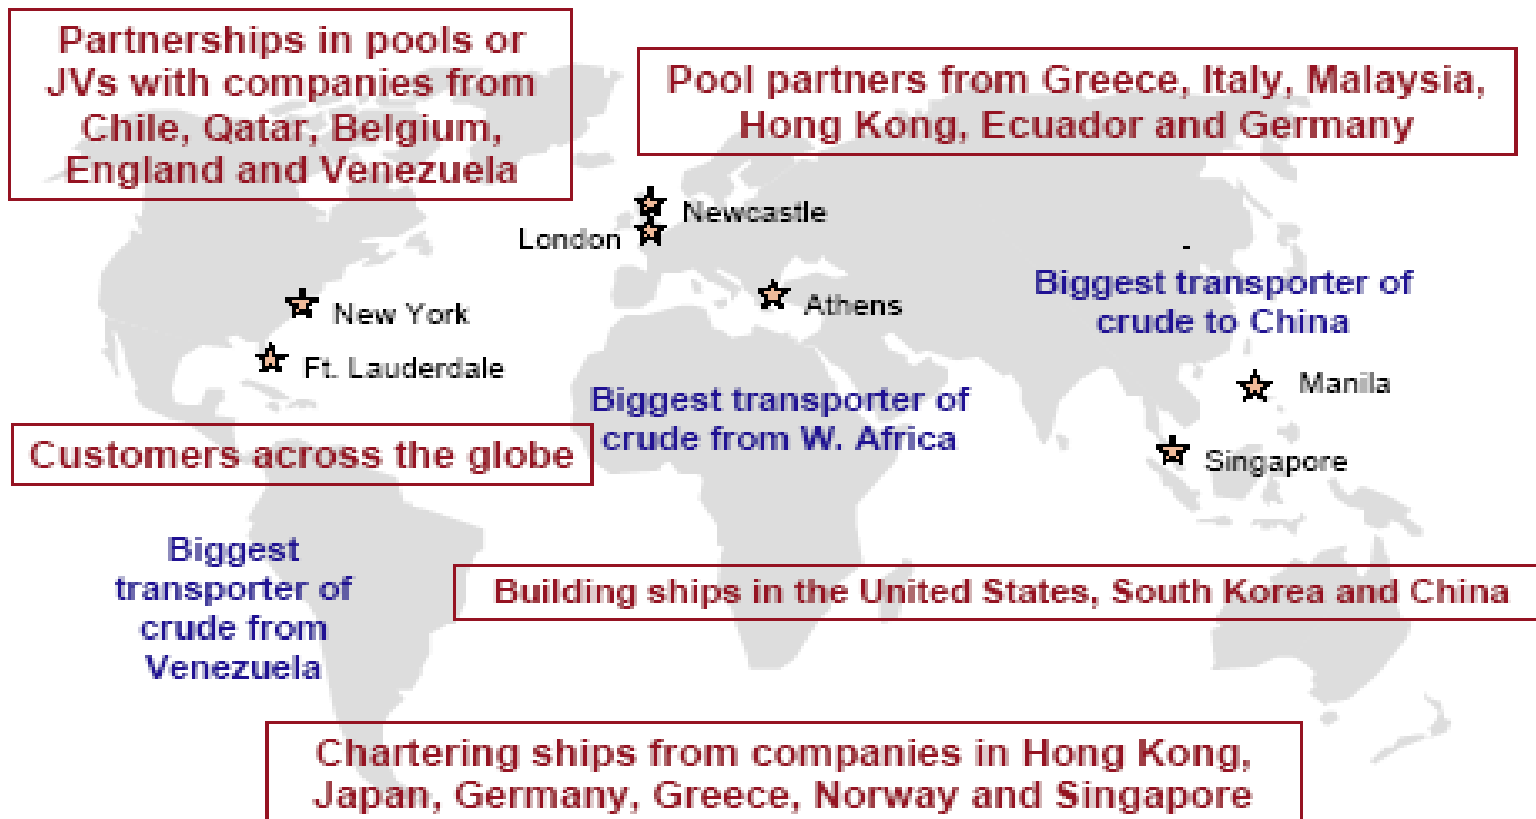 Partnerships in pools or
JVs with companies from
Chile, Qatar, Belgium,
England and Venezuela
Pool partners from Greece, Italy, Malaysia,
Hong Kong, Ecuador and Germany
Newcastle
London
Biggest transporter of
crude to China
New York
Athens
Ft. Lauderdale
Manila
Biggest transporter of
crude from W. Africa
Customers across the globe
Singapore
Biggest
transporter of
crude from
Venezuela
Building ships in the United States, South Korea and China
Chartering ships from companies in Hong Kong,
Japan, Germany, Greece, Norway and Singapore